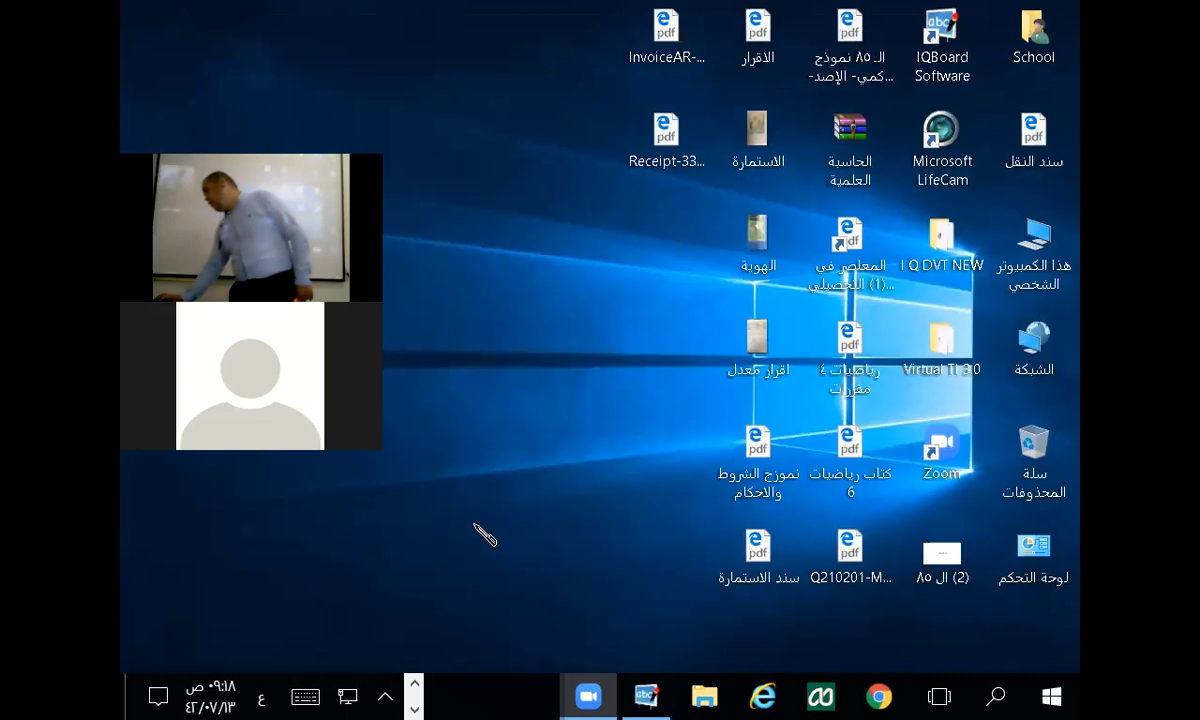 School
IQBoard
Software
الـ ٨٥ نموذج
كمي- الإصد-...
الاقرار
InvoiceAR-...
سند النقل
Microsoft
LifeCam
الحاسبة
العلمية
الاستمارة
Receipt-33...
هذا الكمبيوتر
الشخصي
I Q DVT NEW
المعاصر في
التحصيلي (1)...
الهوية
الشبكة
Virtual TI 3.0
رياضيات ٤
مقررات
اقرار معدل
سلة
المحذوفات
Zoom
كتاب رياضيات
6
نموزج الشروط
والاحكام
لوحة التحكم
ال ٨٥ (2)
Q210201-M...
سند الاستمارة
ع
٠٩:١٨ ص
٤٢/٠٧/١٣